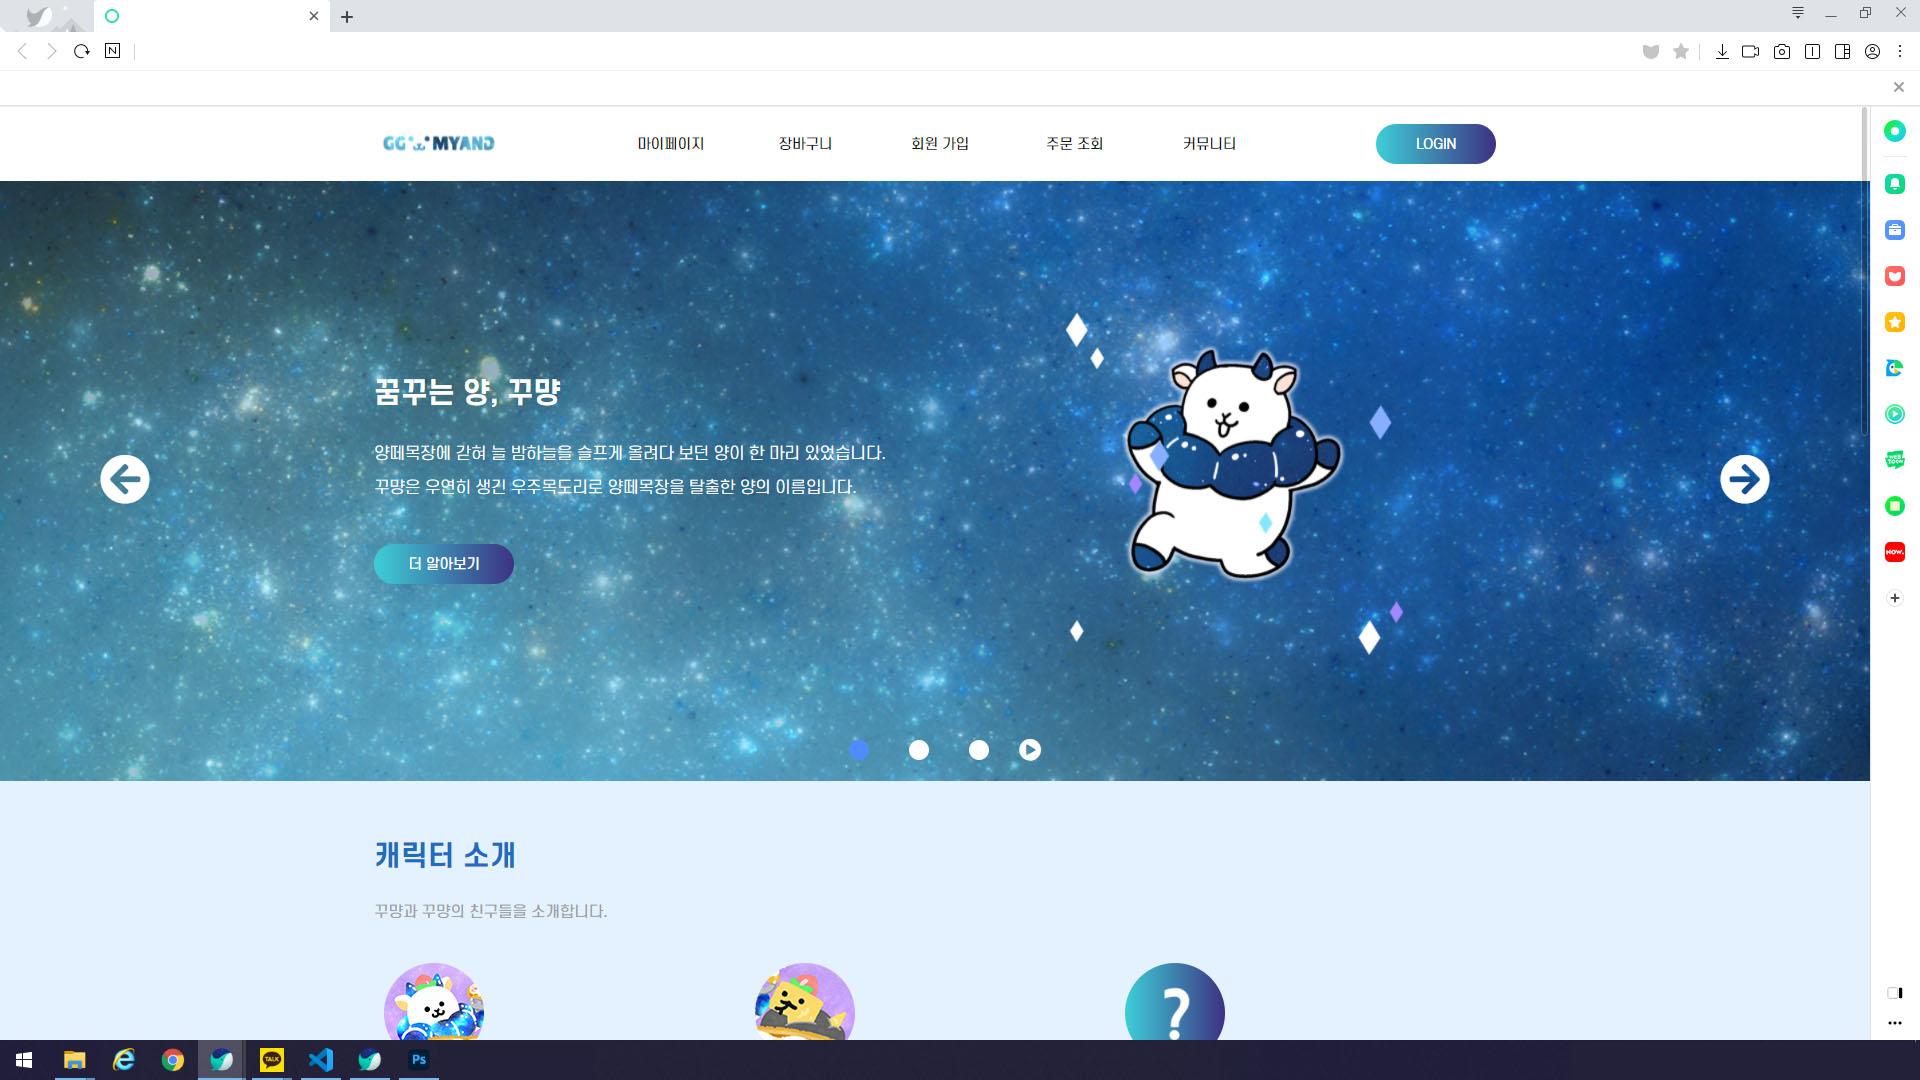 GG MYAND
마이페이지
장바구니
회원 가입
주문 조회
커뮤니티
LOGIN
꿈꾸는 양, 꾸먕
양떼목장에 갇혀 늘 밤하늘을 슬프게 올려다 보던 양이 한 마리 있었습니다.
꾸먕은 우연히 생긴 우주목도리로 양떼목장을 탈출한 양의 이름입니다.
더 알아보기
캐릭터 소개
꾸먕과 꾸먕의 친구들을 소개합니다.
?
N
WEB
TOON
NOW.
TALK
Ps